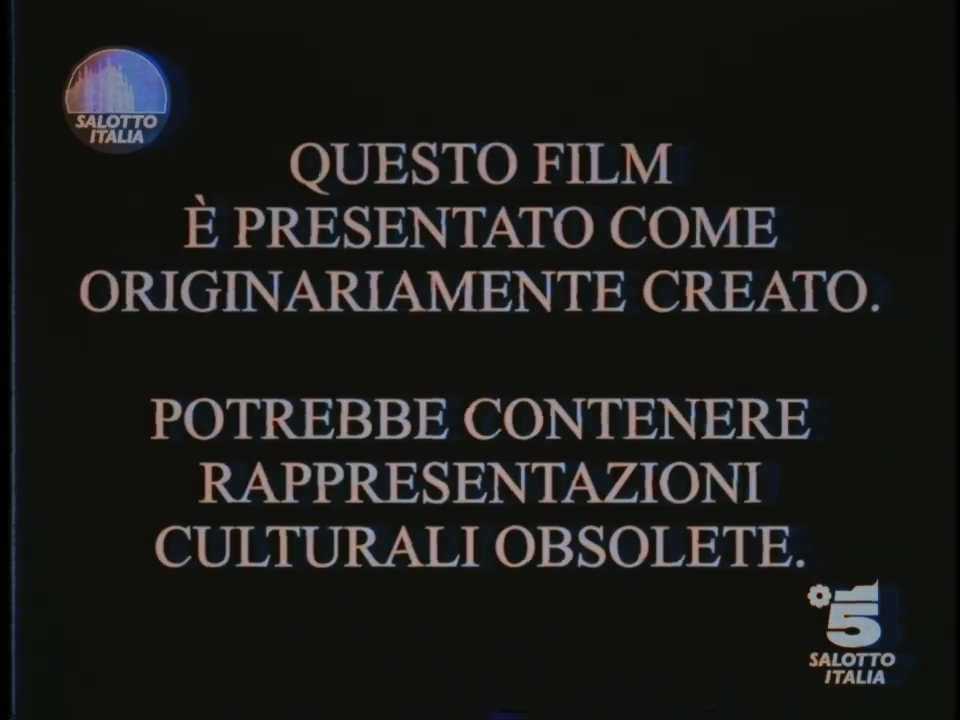 SALOTTO
ITALIA
QUESTO FILM
È PRESENTATO COME
ORIGINARIAMENTE CREATO.
POTREBBE CONTENERE
RAPPRESENTAZIONI
CULTURALI OBSOLETE.
5
SALOTTO
ITALIA